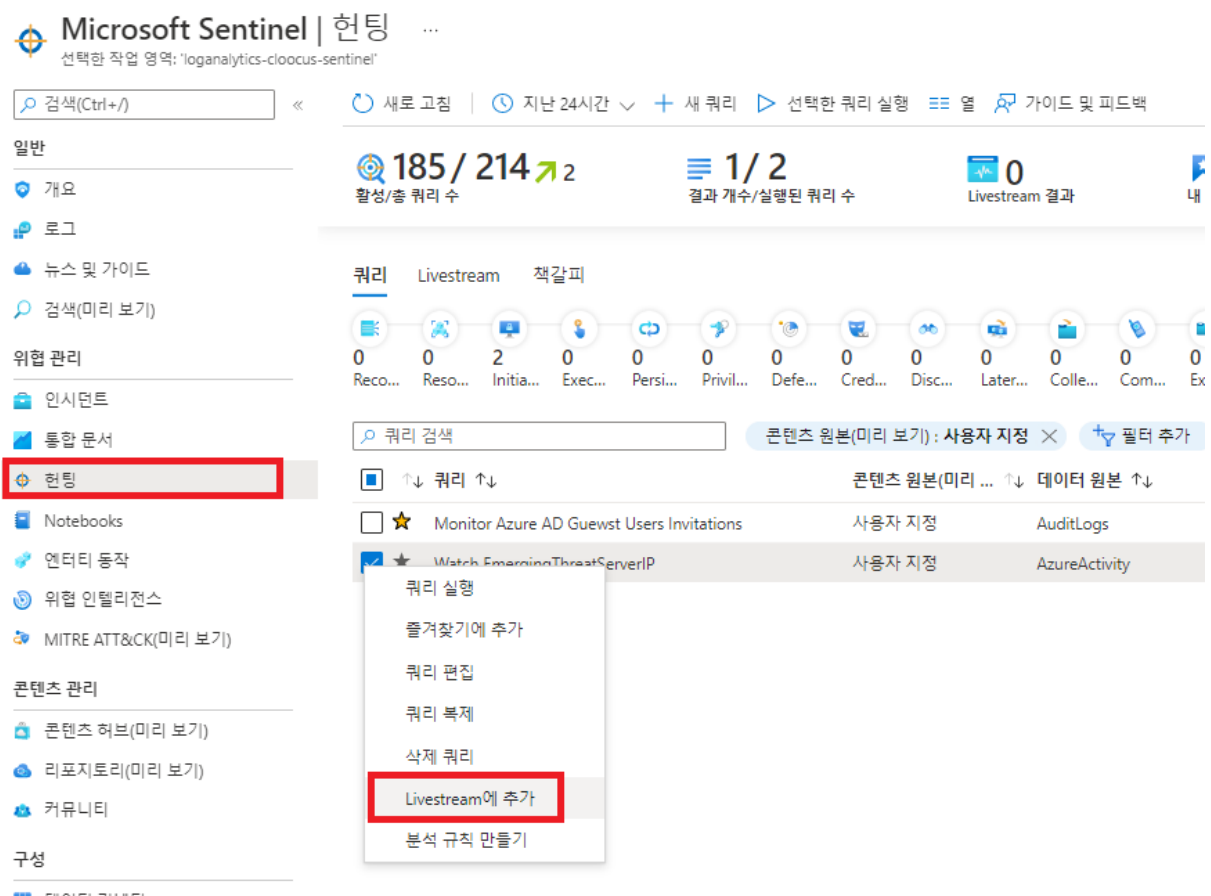 Microsoft Sentinel | 헌팅 ...
선택한 작업 영역: 'loganalytics-cloocus-sentinel'
검색(Ctrl+/)
«
새로 고침
지난 24시간
새 쿼리
선택한 쿼리 실행
열
가이드 및 피드백
일반
개요
로그
뉴스 및 가이드
검색(미리 보기)
위협 관리
인시던트
통합 문서
헌팅
Notebooks
엔터티 동작
위협 인텔리전스
MITRE ATT&CK(미리 보기)
콘텐츠 관리
콘텐츠 허브(미리 보기)
리포지토리(미리 보기)
커뮤니티
구성
185/ 214 2
활성/총 쿼리 수
1/ 2
결과 개수/실행된 쿼리 수
0
Livestream 결과
내
쿼리 Livestream 책갈피
0 0 2 0 0 0 0 0 0 0 0 0 0
Reco... Reso... Initia... Exec... Persi... Privil... Defe... Cred... Disc... Later... Colle... Com... Ex
쿼리 검색
콘텐츠 원본(미리 보기) : 사용자 지정
필터 추가
쿼리 ↑↓ 콘텐츠 원본(미리 ... ↑↓ 데이터 원본 ↑↓
Monitor Azure AD Guewst Users Invitations 사용자 지정 AuditLogs
Watch EmergingThreatServerIP 사용자 지정 AzureActivity
쿼리 실행
즐겨찾기에 추가
쿼리 편집
쿼리 복제
삭제 쿼리
Livestream에 추가
분석 규칙 만들기